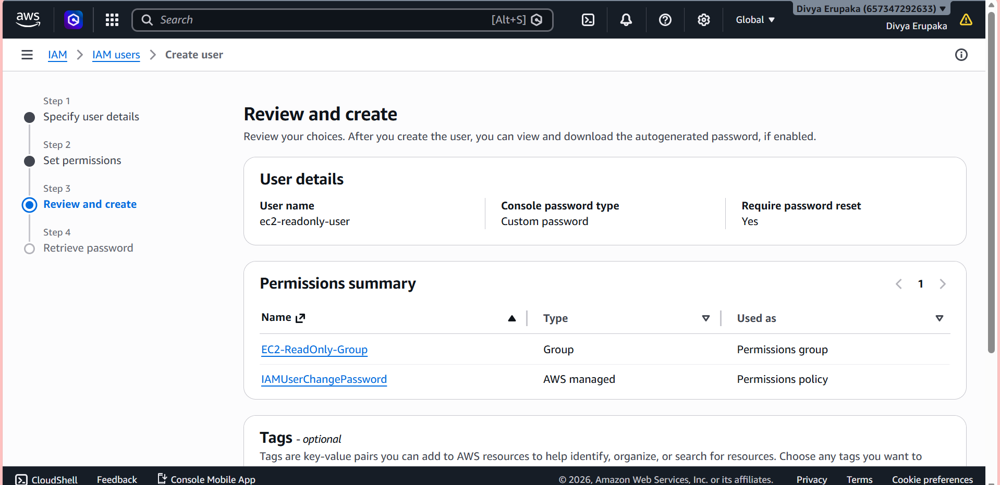 aws
Search [Alt+S]
Global
Divya Erupaka (657347292633)
Divya Erupaka
IAM
IAM users
Create user
Step 1
Specify user details
Step 2
Set permissions
Step 3
Review and create
Step 4
Retrieve password
Review and create
Review your choices. After you create the user, you can view and download the autogenerated password, if enabled.
User details
User name
ec2-readonly-user
Console password type
Custom password
Require password reset
Yes
Permissions summary
1
Name Type Used as
EC2-ReadOnly-Group Group Permissions group
IAMUserChangePassword AWS managed Permissions policy
Tags - optional
Tags are key-value pairs you can add to AWS resources to help identify, organize, or search for resources. Choose any tags you want to
CloudShell Feedback Console Mobile App © 2026, Amazon Web Services, Inc. or its affiliates. Privacy Terms Cookie preferences